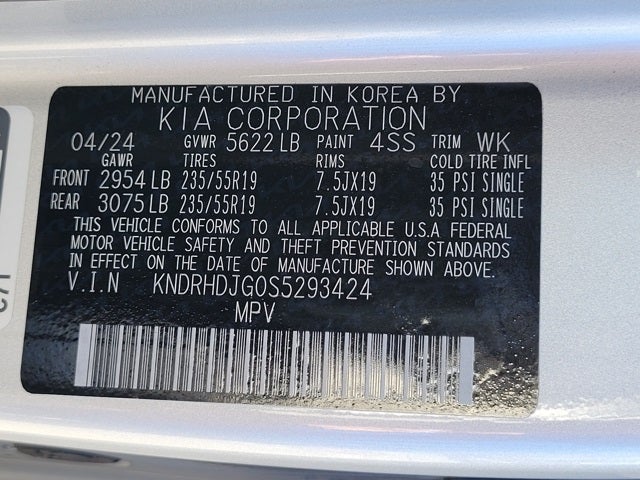 MANUFACTURED IN KOREA BY
KIA CORPORATION
04/24 GVWR 5622 LB PAINT 4SS TRIM WK
GAWR TIRES RIMS COLD TIRE INFL
FRONT 2954 LB 235/55R19 7.5JX19 35 PSI SINGLE
REAR 3075 LB 235/55R19 7.5JX19 35 PSI SINGLE
THIS VEHICLE CONFORMS TO ALL APPLICABLE U.S.A FEDERAL
MOTOR VEHICLE SAFETY AND THEFT PREVENTION STANDARDS
IN EFFECT ON THE DATE OF MANUFACTURE SHOWN ABOVE.
V.I.N KNDRHDJG0S5293424
MPV